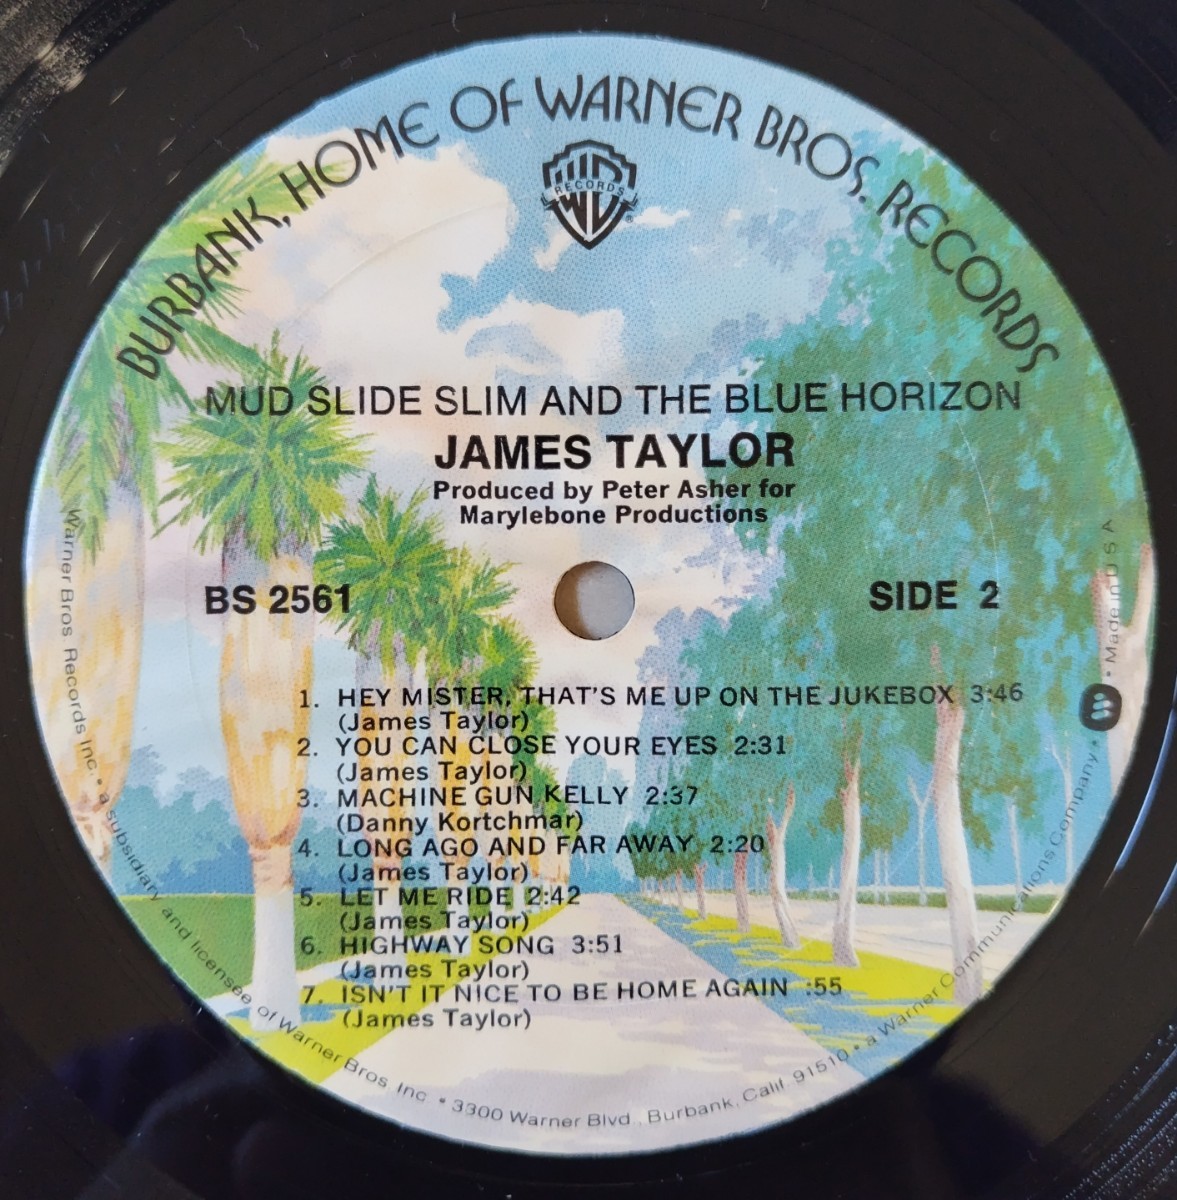 BURBANK, HOME OF WARNER BROS. RECORDS
WB
RECORDS
®
MUD SLIDE SLIM AND THE BLUE HORIZON
JAMES TAYLOR
Produced by Peter Asher for
Marylebone Productions
BS 2561
SIDE 2
1. HEY MISTER, THAT'S ME UP ON THE JUKEBOX 3:46
(James Taylor)
2. YOU CAN CLOSE YOUR EYES 2:31
(James Taylor)
3. MACHINE GUN KELLY 2:37
(Danny Kortchmar)
4. LONG AGO AND FAR AWAY 2:20
(James Taylor)
5. LET ME RIDE 2:42
(James Taylor)
6. HIGHWAY SONG 3:51
(James Taylor)
7. ISN'T IT NICE TO BE HOME AGAIN :55
(James Taylor)
Warner Bros. Records Inc. • a subsidiary and licensee of Warner Bros. Inc. • 3300 Warner Blvd., Burbank, Calif. 91510 • a Warner Communications Company • Made in U S A